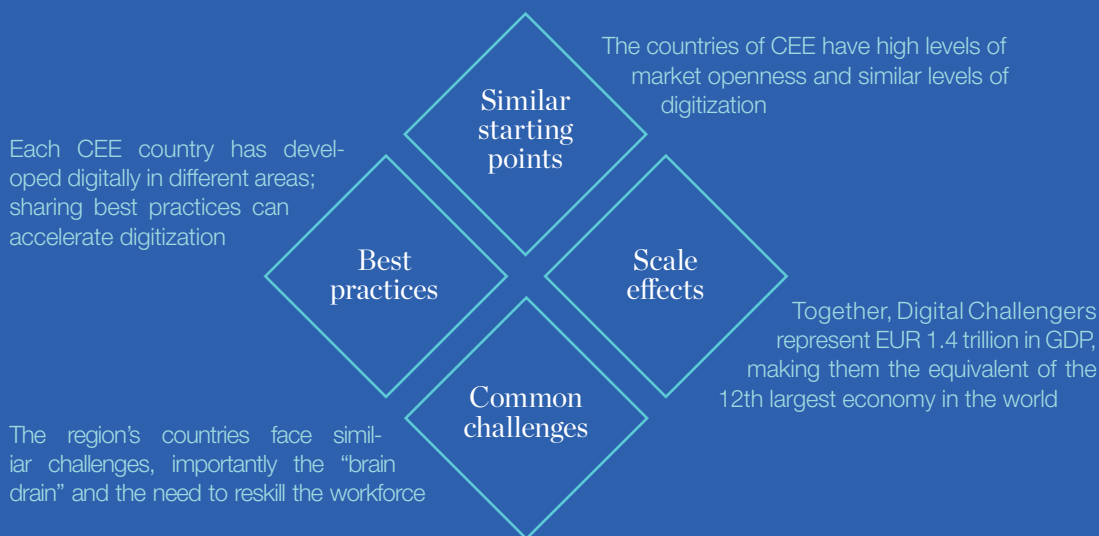 Similar
starting
points
The countries of CEE have high levels of
market openness and similar levels of
digitization
Each CEE country has devel-
oped digitally in different areas;
sharing best practices can
accelerate digitization
Best
practices
Scale
effects
Together, Digital Challengers
represent EUR 1.4 trillion in GDP,
making them the equivalent of the
12th largest economy in the world
Common
challenges
The region’s countries face simil-
iar challenges, importantly the “brain
drain” and the need to reskill the workforce